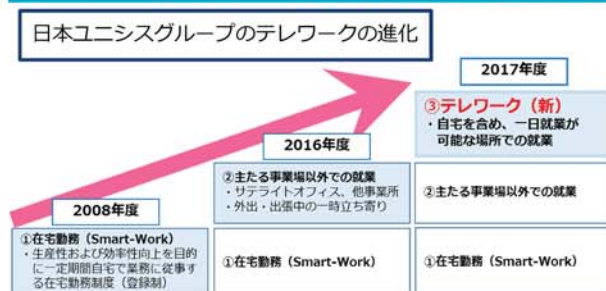 日本ユニシスグループのテレワークの進化
2017年度
③テレワーク（新）
・自宅を含め、一日就業が
可能な場所での就業
2016年度
②主たる事業場以外での就業
・サテライトオフィス、他事業所
・外出・出張中の一時立ち寄り
②主たる事業場以外での就業
2008年度
①在宅勤務（Smart-Work）
・生産性および効率性向上を目的
に一定期間自宅で業務に従事す
る在宅勤務制度（登録制）
①在宅勤務（Smart-Work）
①在宅勤務（Smart-Work）